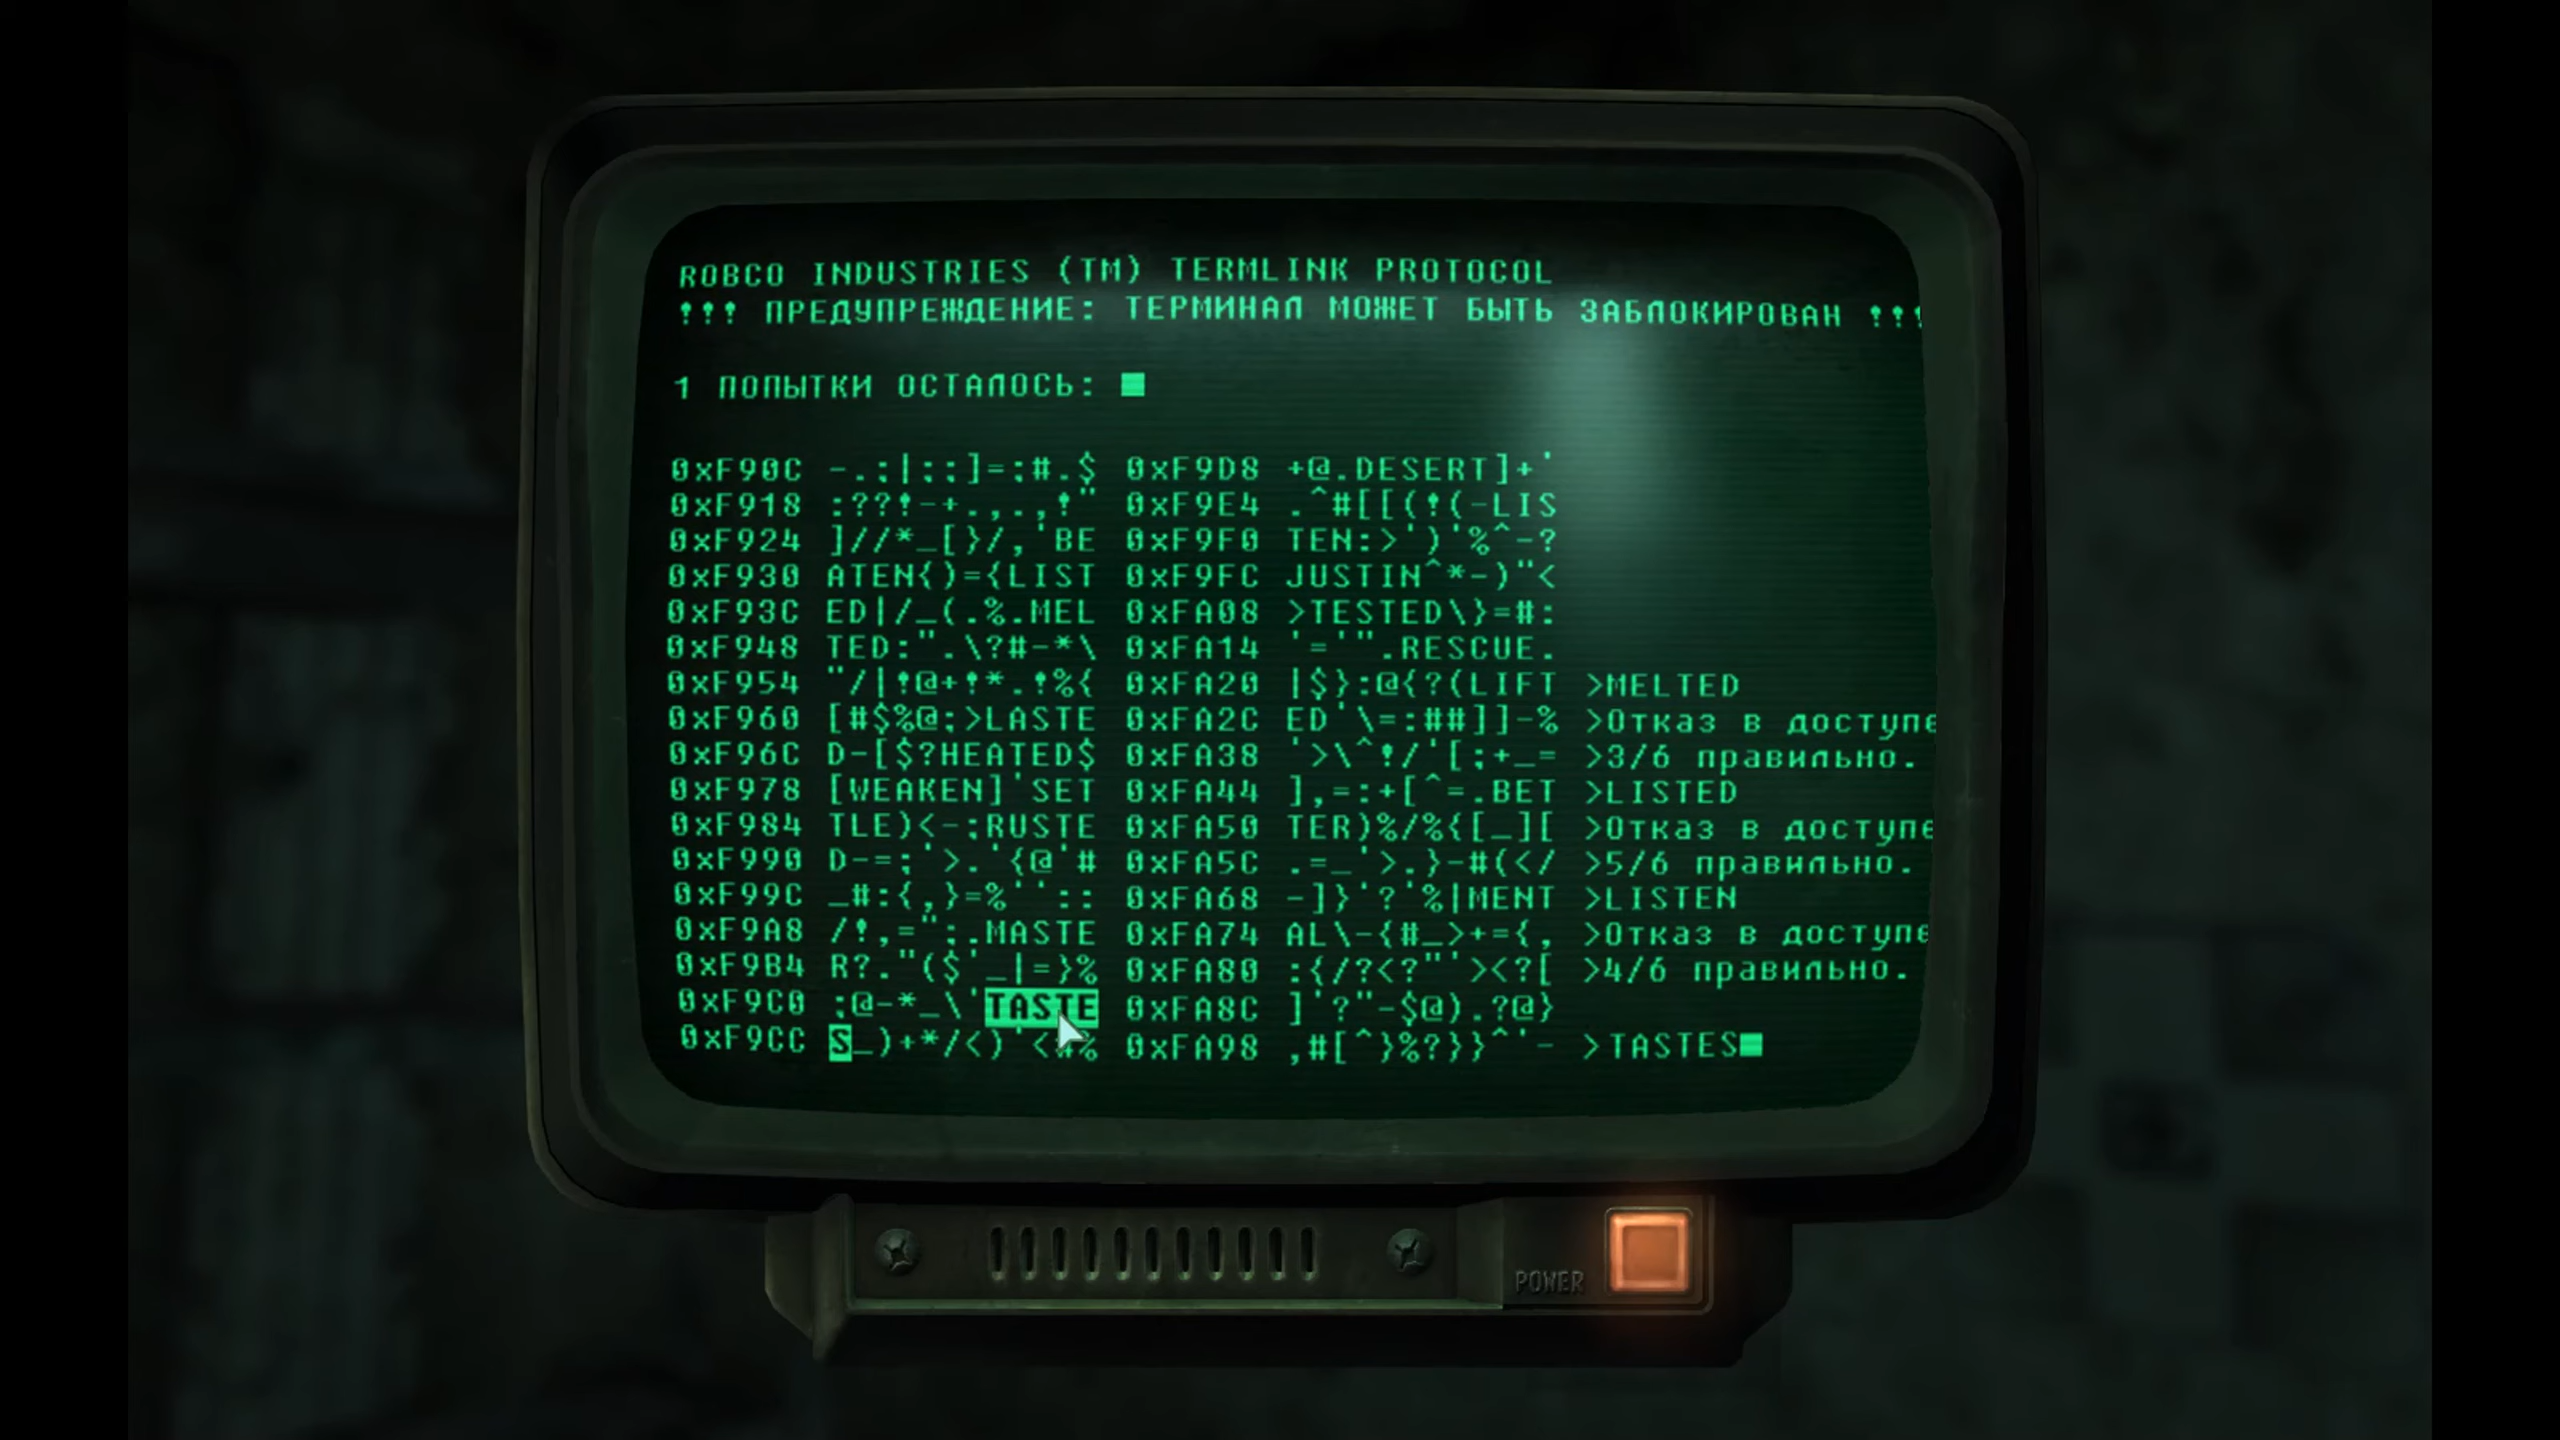 ROBCO INDUSTRIES (TM) TERMLINK PROTOCOL
!!! ПРЕДУПРЕЖДЕНИЕ: ТЕРМИНАЛ МОЖЕТ БЫТЬ ЗАБЛОКИРОВАН !!!
1 ПОПЫТКИ ОСТАЛОСЬ:
0xF90C -.;|;;]=;#.$
0xF918 :??!-+.,.,!"
0xF924 ]//*_[}/,'BE
0xF930 ATEN{)={LIST
0xF93C ED|/_(.%.MEL
0xF948 TED:".\?#-*\
0xF954 "/|!@+!*.!%{
0xF960 [#$%@;>LASTE
0xF96C D-[$?HEATED$
0xF978 [WEAKEN]'SET
0xF984 TLE)<-;RUSTE
0xF990 D-=;'>.'{@'#
0xF99C _#:{,}=%'';:
0xF9A8 /!,=";.MASTE
0xF9B4 R?."($'_|=}%
0xF9C0 ;@-*_\'TASTE
0xF9CC S_)+*/<)'<#%
0xF9D8 +@.DESERT]+'
0xF9E4 .^#[[(!(-LIS
0xF9F0 TEN:>')'%^-?
0xF9FC JUSTIN^*-)"<
0xFA08 >TESTED\}=#:
0xFA14 '='".RESCUE.
0xFA20 |$}:@{?(LIFT
0xFA2C ED'\=:##]]-%
0xFA38 '>\^!/'[;+_=
0xFA44 ],=:+[^=.BET
0xFA50 TER)%/%{[_][
0xFA5C .=_'>.}-#(</
0xFA68 -]}'?'%|MENT
0xFA74 AL\-{#_>+={,
0xFA80 :{/?<?"'><?[
0xFA8C ]'?"-$@).?@}
0xFA98 ,#[^}%?}}^'-
>MELTED
>Отказ в доступе
>3/6 правильно.
>LISTED
>Отказ в доступе
>5/6 правильно.
>LISTEN
>Отказ в доступе
>4/6 правильно.
>TASTES
POWER